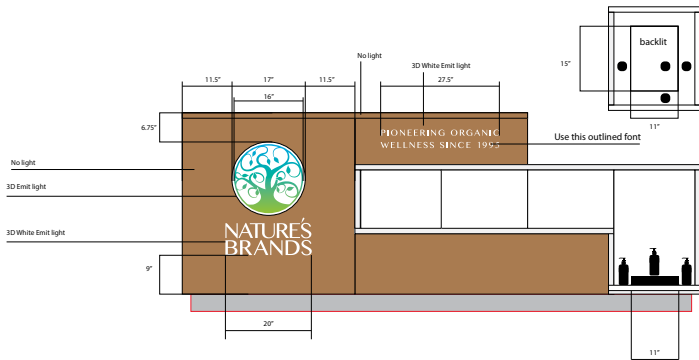 No light
3D White Emit light
11.5"
17"
11.5"
27.5"
16"
6.75"
PIONEERING ORGANIC
WELLNESS SINCE 1995
Use this outlined font
backlit
15"
11"
No light
3D Emit light
3D White Emit light
NATURE'S
BRANDS
9"
20"
11"